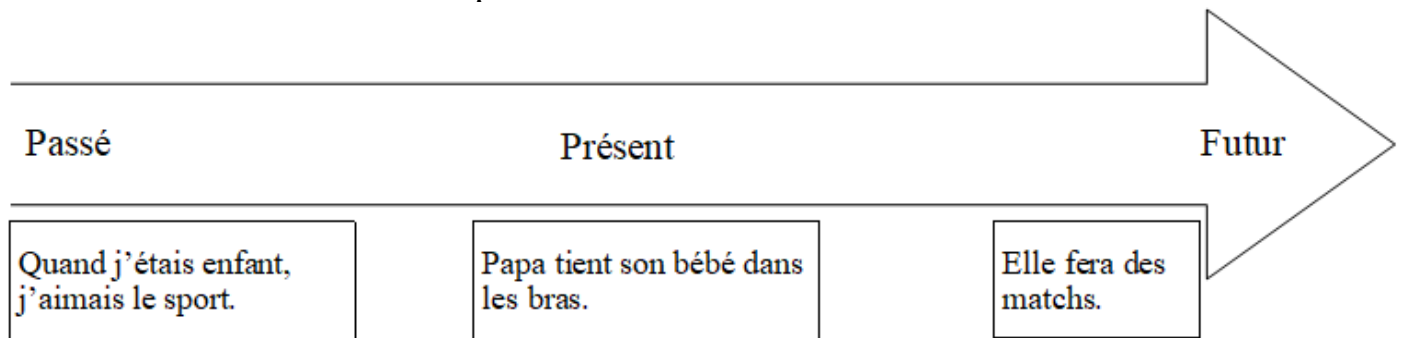 Passé
Présent
Futur
Quand j’étais enfant,
j’aimais le sport.
Papa tient son bébé dans
les bras.
Elle fera des
matchs.